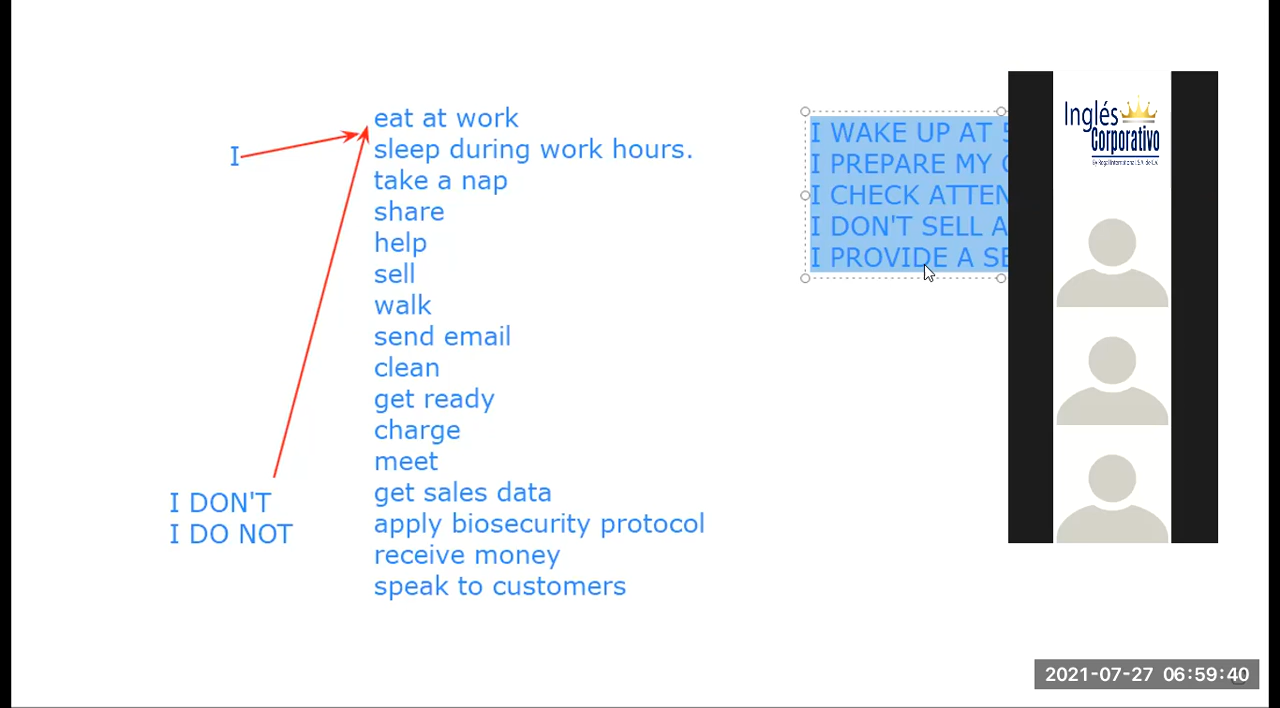 eat at work
I
sleep during work hours.
take a nap
share
help
sell
walk
send email
clean
get ready
charge
meet
get sales data
I DON'T
I DO NOT
apply biosecurity protocol
receive money
speak to customers
I WAKE UP AT
I PREPARE MY
I CHECK
I DON'T SELL
I PROVIDE A
Inglés
Corporativo
2021-07-27 06:59:40